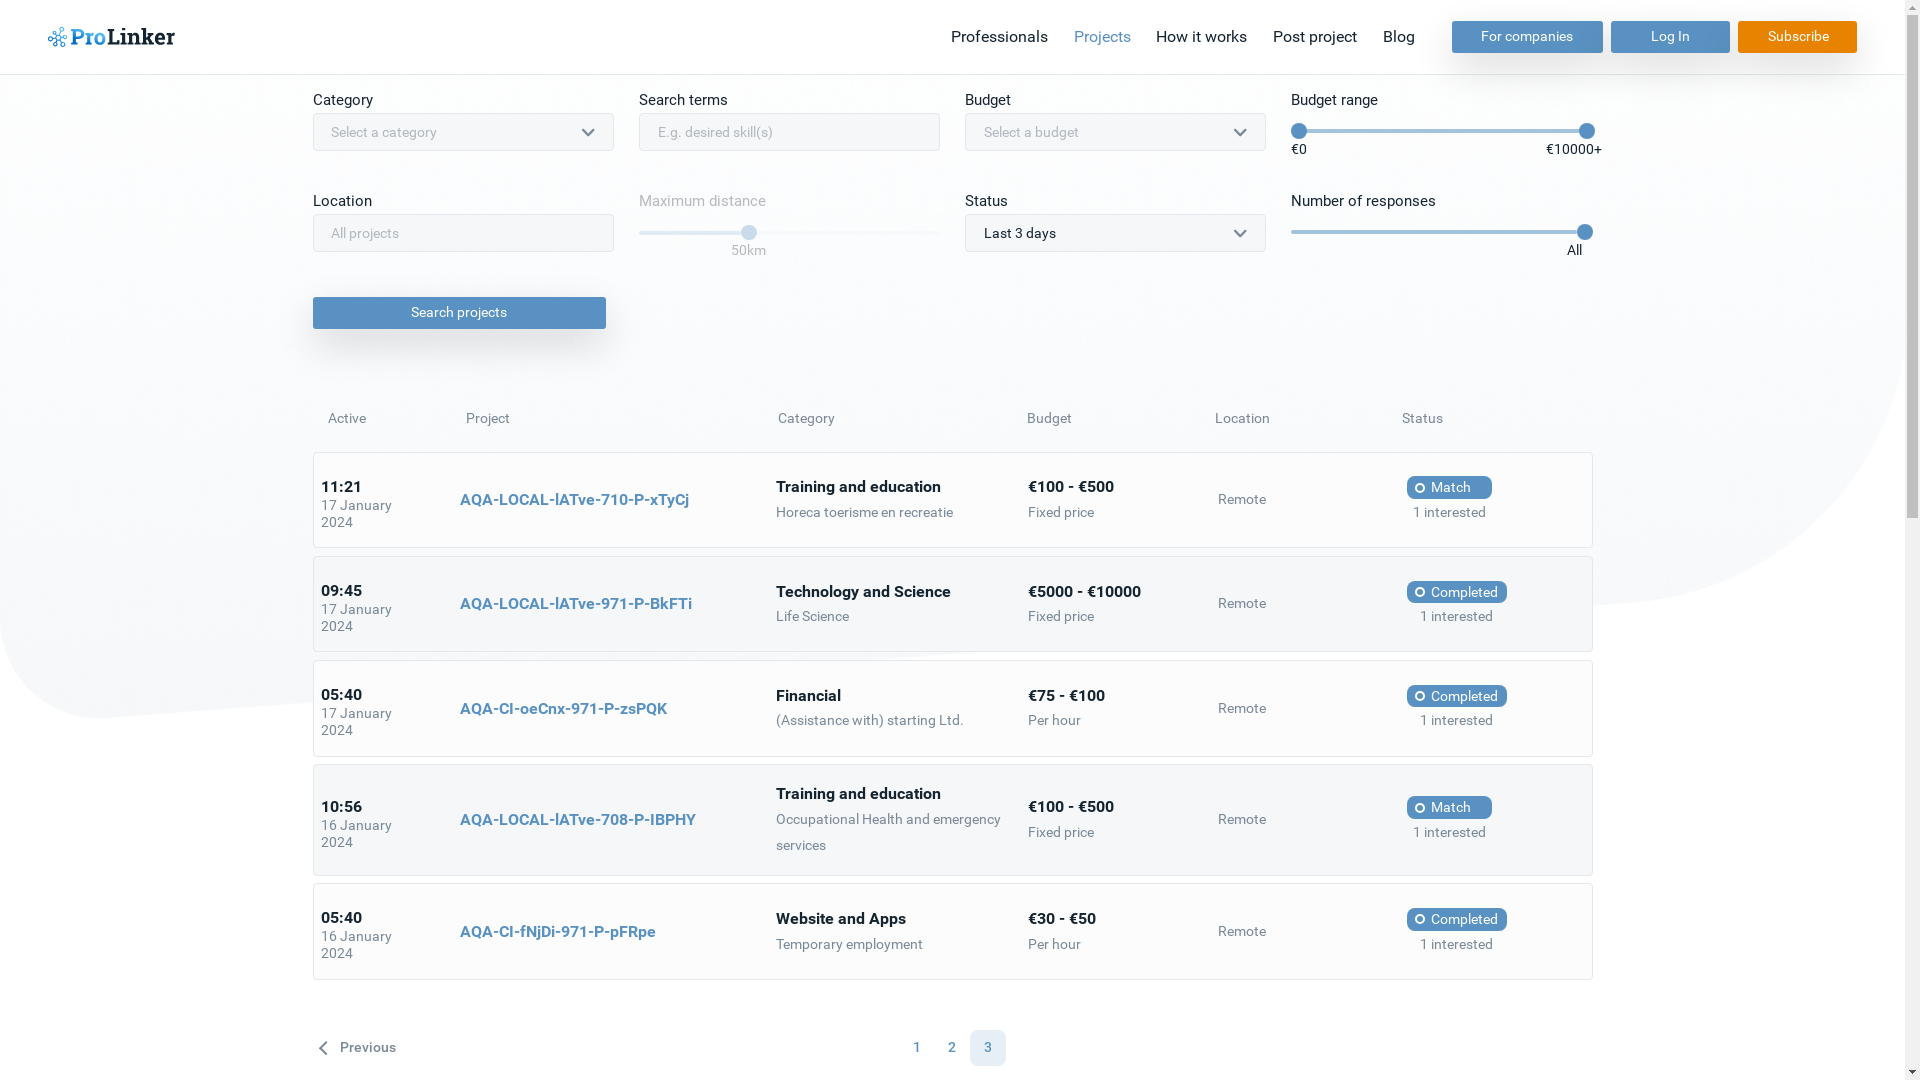 ProLinker
Professionals Projects How it works Post project Blog For companies Log In Subscribe
Category Search terms Budget Budget range
Select a category E.g. desired skill(s) Select a budget
€0 €10000+
Location Maximum distance Status Number of responses
All projects Last 3 days
50km All
Search projects
Active Project Category Budget Location Status
11:21
17 January
2024
AQA-LOCAL-lATve-710-P-xTyCj
Training and education
Horeca toerisme en recreatie
€100 - €500
Fixed price
Remote
Match
1 interested
09:45
17 January
2024
AQA-LOCAL-lATve-971-P-BkFTi
Technology and Science
Life Science
€5000 - €10000
Fixed price
Remote
Completed
1 interested
05:40
17 January
2024
AQA-CI-oeCnx-971-P-zsPQK
Financial
(Assistance with) starting Ltd.
€75 - €100
Per hour
Remote
Completed
1 interested
10:56
16 January
2024
AQA-LOCAL-lATve-708-P-IBPHY
Training and education
Occupational Health and emergency
services
€100 - €500
Fixed price
Remote
Match
1 interested
05:40
16 January
2024
AQA-CI-fNjDi-971-P-pFRpe
Website and Apps
Temporary employment
€30 - €50
Per hour
Remote
Completed
1 interested
Previous 1 2 3